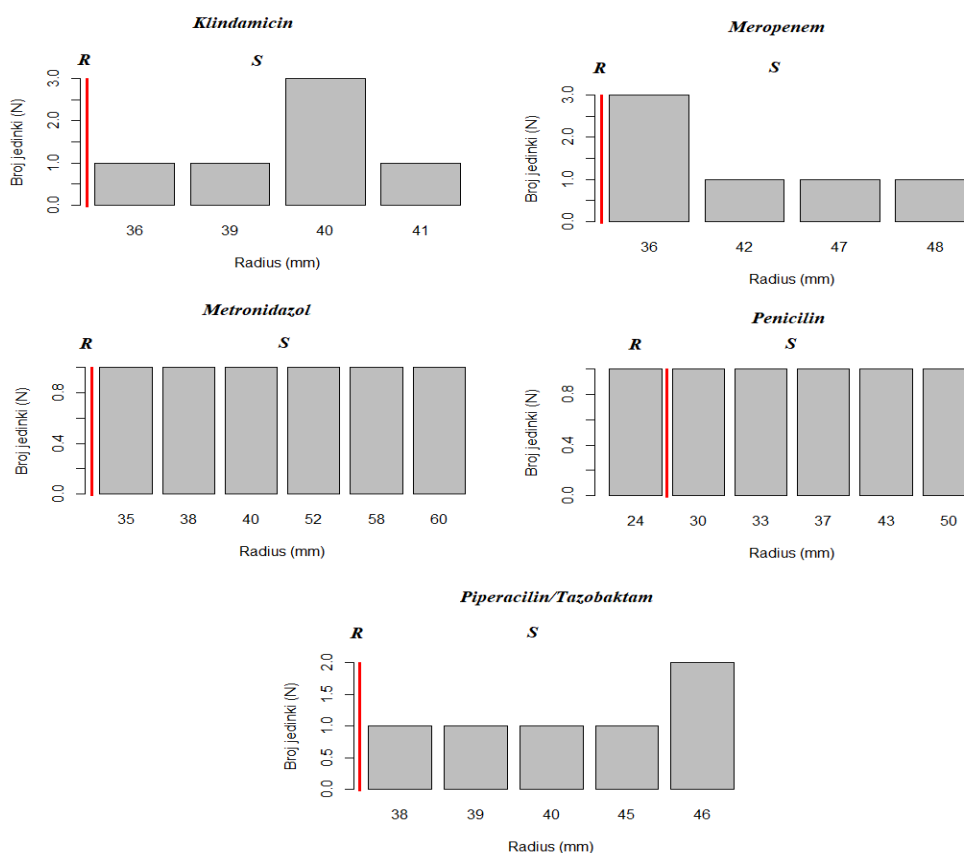 Klindamicin
R S
Broj jedinki (N)
3.0
2.0
1.0
0.0
36 39 40 41
Radius (mm)
Meropenem
R S
Broj jedinki (N)
3.0
2.0
1.0
0.0
36 42 47 48
Radius (mm)
Metronidazol
R S
Broj jedinki (N)
0.8
0.4
0.0
35 38 40 52 58 60
Radius (mm)
Penicilin
R S
Broj jedinki (N)
0.8
0.4
0.0
24 30 33 37 43 50
Radius (mm)
Piperacilin/Tazobaktam
R S
Broj jedinki (N)
2.0
1.5
1.0
0.5
0.0
38 39 40 45 46
Radius (mm)